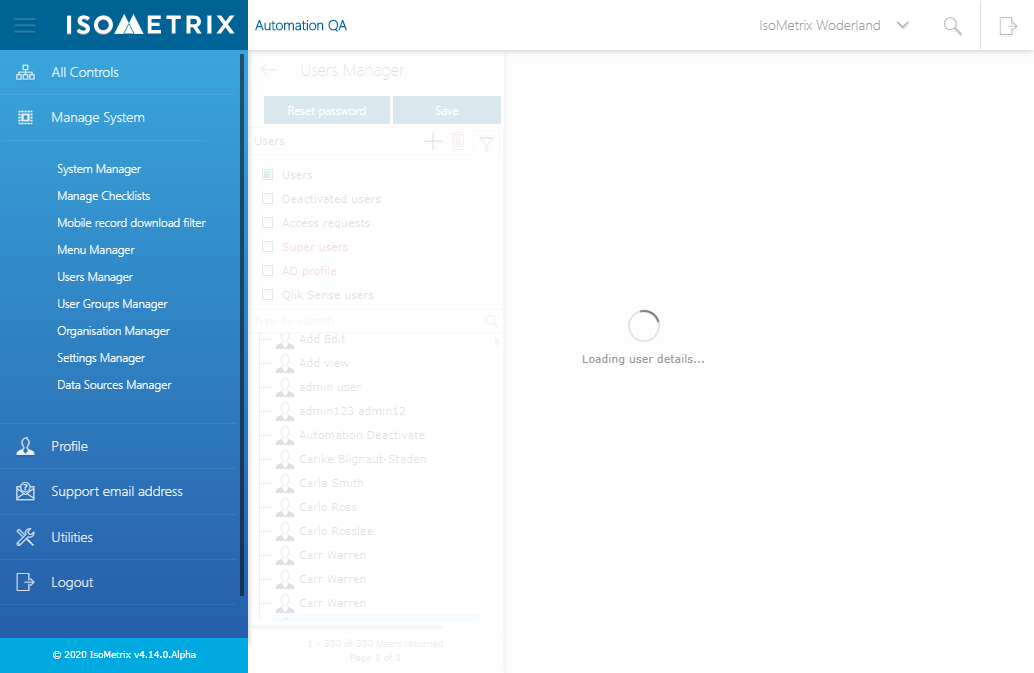 ISOMETRIX
Automation QA
IsoMetrix Woderland
All Controls
Manage System
System Manager
Manage Checklists
Mobile record download filter
Menu Manager
Users Manager
User Groups Manager
Organisation Manager
Settings Manager
Data Sources Manager
Profile
Support email address
Utilities
Logout
© 2020 IsoMetrix v4.14.0.Alpha
Users Manager
Reset password
Save
Users
Users
Deactivated users
Access requests
Super users
AD profile
Qlik Sense users
Type to search
Add Edit
Add view
admin user
admin123 admin12
Automation Deactivate
Carike Blignaut-Staden
Carla Smith
Carlo Ross
Carlo Rosslee
Carr Warren
Carr Warren
Carr Warren
1 - 330 of 330 Users returned
Page 1 of 1
Loading user details...